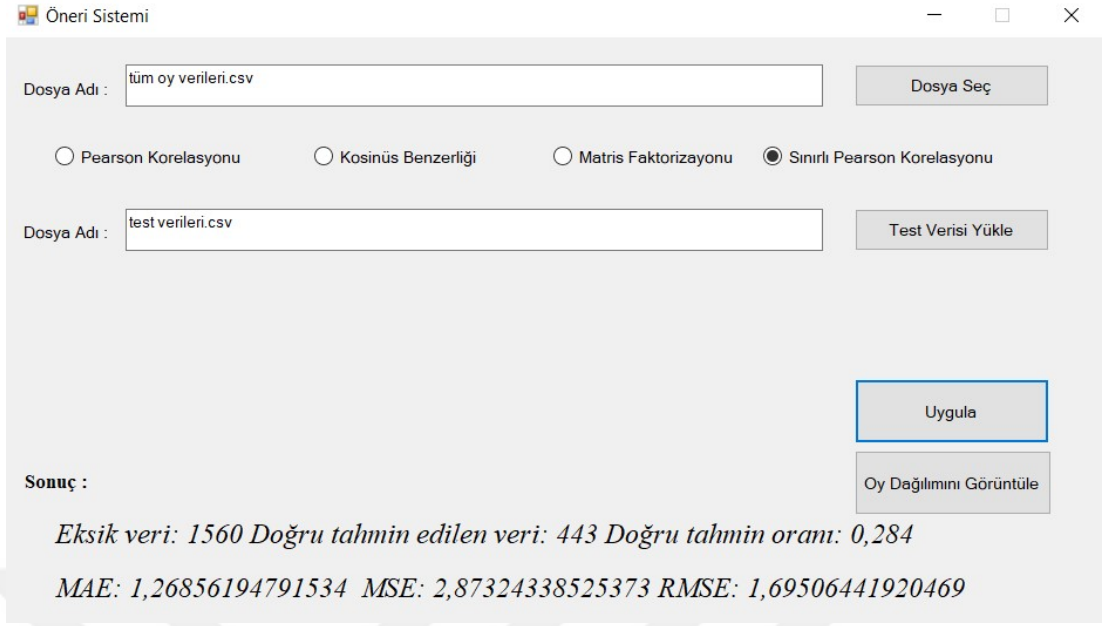 Öneri Sistemi
Dosya Adı :
tüm oy verileri.csv
Dosya Seç
Pearson Korelasyonu
Kosinüs Benzerliği
Matris Faktorizayonu
Sınırlı Pearson Korelasyonu
Dosya Adı :
test verileri.csv
Test Verisi Yükle
Uygula
Oy Dağılımını Görüntüle
Sonuç :
Eksik veri: 1560 Doğru tahmin edilen veri: 443 Doğru tahmin oranı: 0,284
MAE: 1,26856194791534 MSE: 2,87324338525373 RMSE: 1,69506441920469